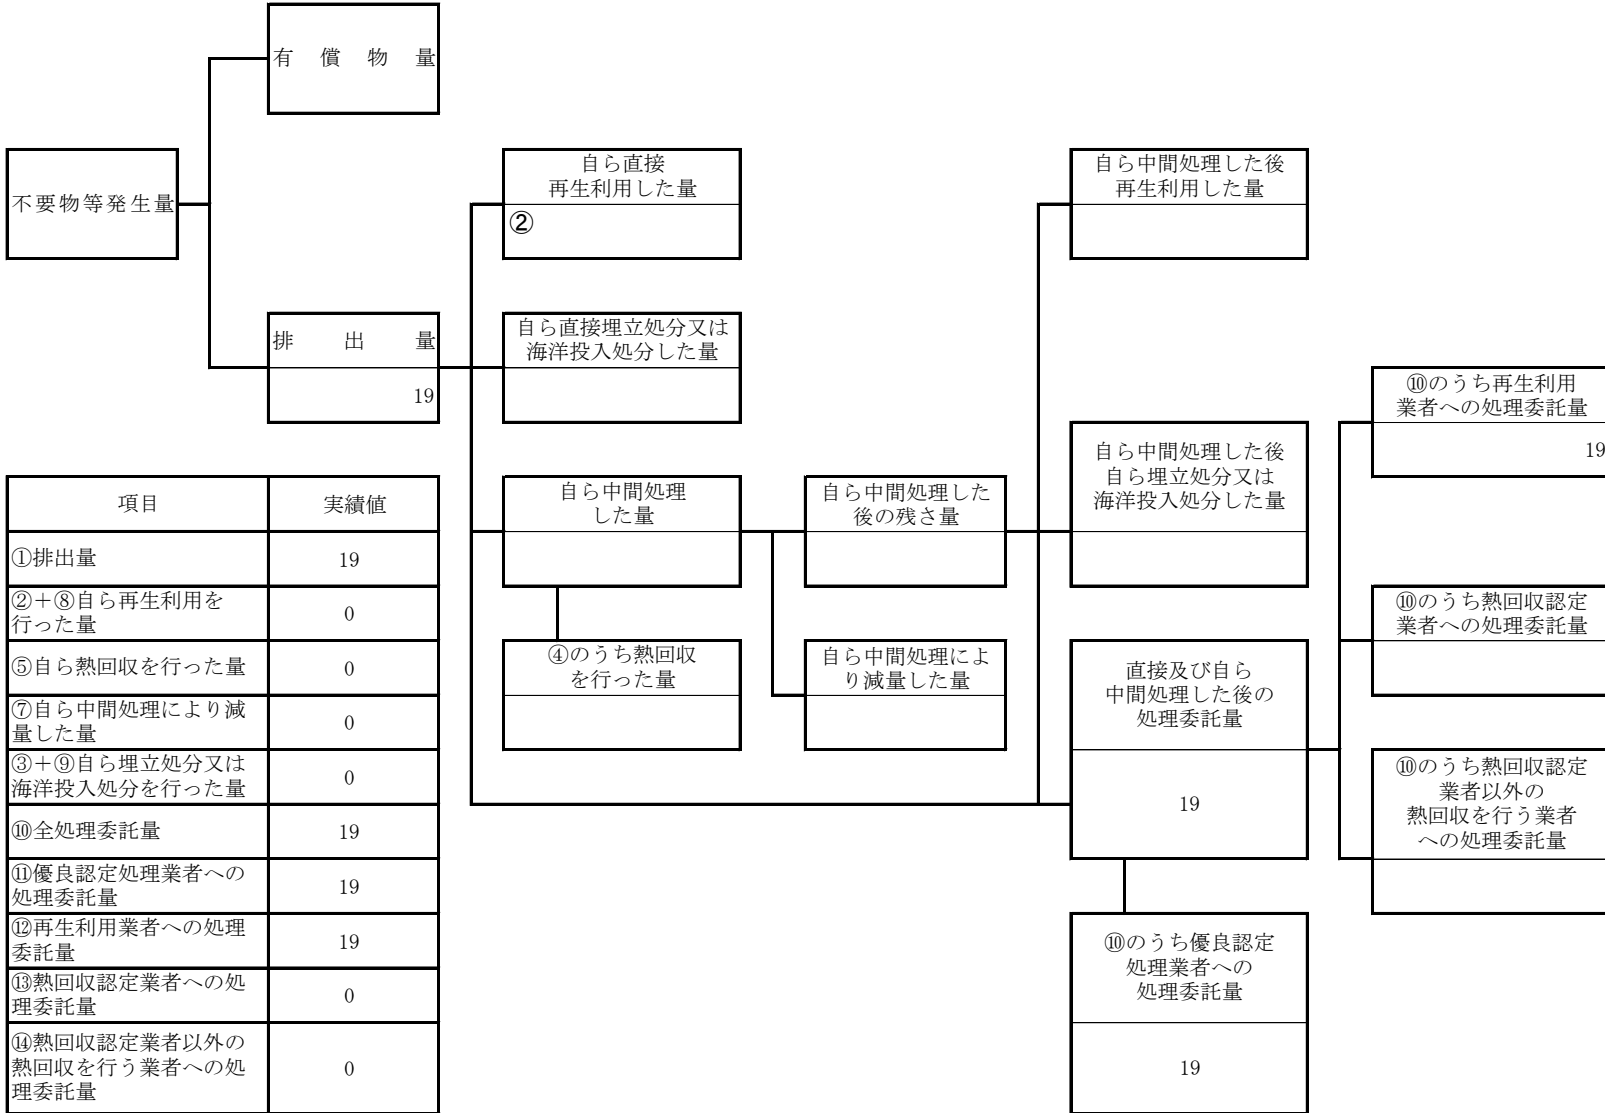 有償物量
自ら直接
再生利用した量
②
自ら中間処理した後
再生利用した量
不要物等発生量
排出量
19
自ら直接埋立処分又は
海洋投入処分した量
⑩のうち再生利用
業者への処理委託量
19
自ら中間処理した後
自ら埋立処分又は
海洋投入処分した量
自ら中間処理
した量
自ら中間処理した
後の残さ量
⑩のうち熱回収認定
業者への処理委託量
④のうち熱回収
を行った量
自ら中間処理によ
り減量した量
直接及び自ら
中間処理した後の
処理委託量
19
⑩のうち熱回収認定
業者以外の
熱回収を行う業者
への処理委託量
⑩のうち優良認定
処理業者への
処理委託量
19
項目 実績値
①排出量 19
②+⑧自ら再生利用を
行った量 0
⑤自ら熱回収を行った量 0
⑦自ら中間処理により減
量した量 0
③+⑨自ら埋立処分又は
海洋投入処分を行った量 0
⑩全処理委託量 19
⑪優良認定処理業者への
処理委託量 19
⑫再生利用業者への処理
委託量 19
⑬熱回収認定業者への処
理委託量 0
⑭熱回収認定業者以外の
熱回収を行う業者への処 0
理委託量